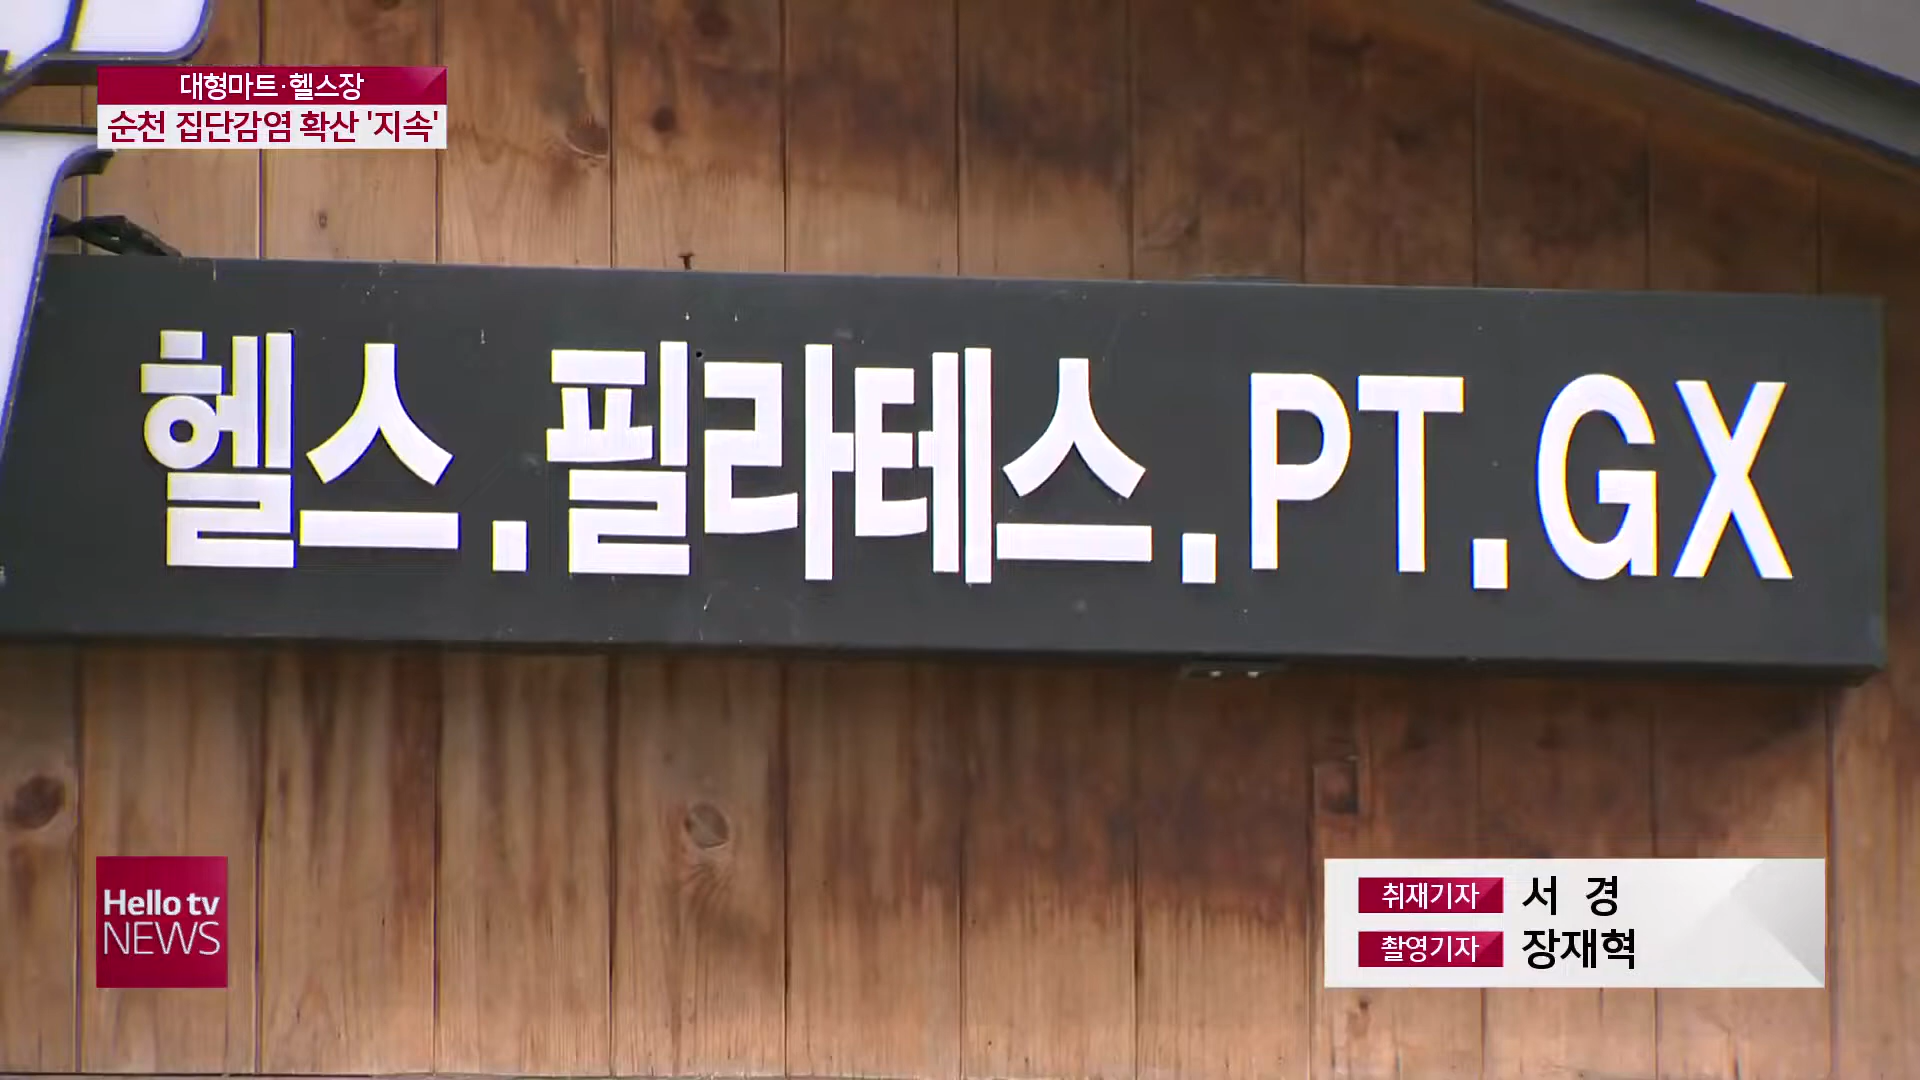 대형마트·헬스장
순천 집단감염 확산 '지속'
헬스.필라테스.PT.GX
Hello tv
NEWS
취재기자 서 경
촬영기자 장재혁